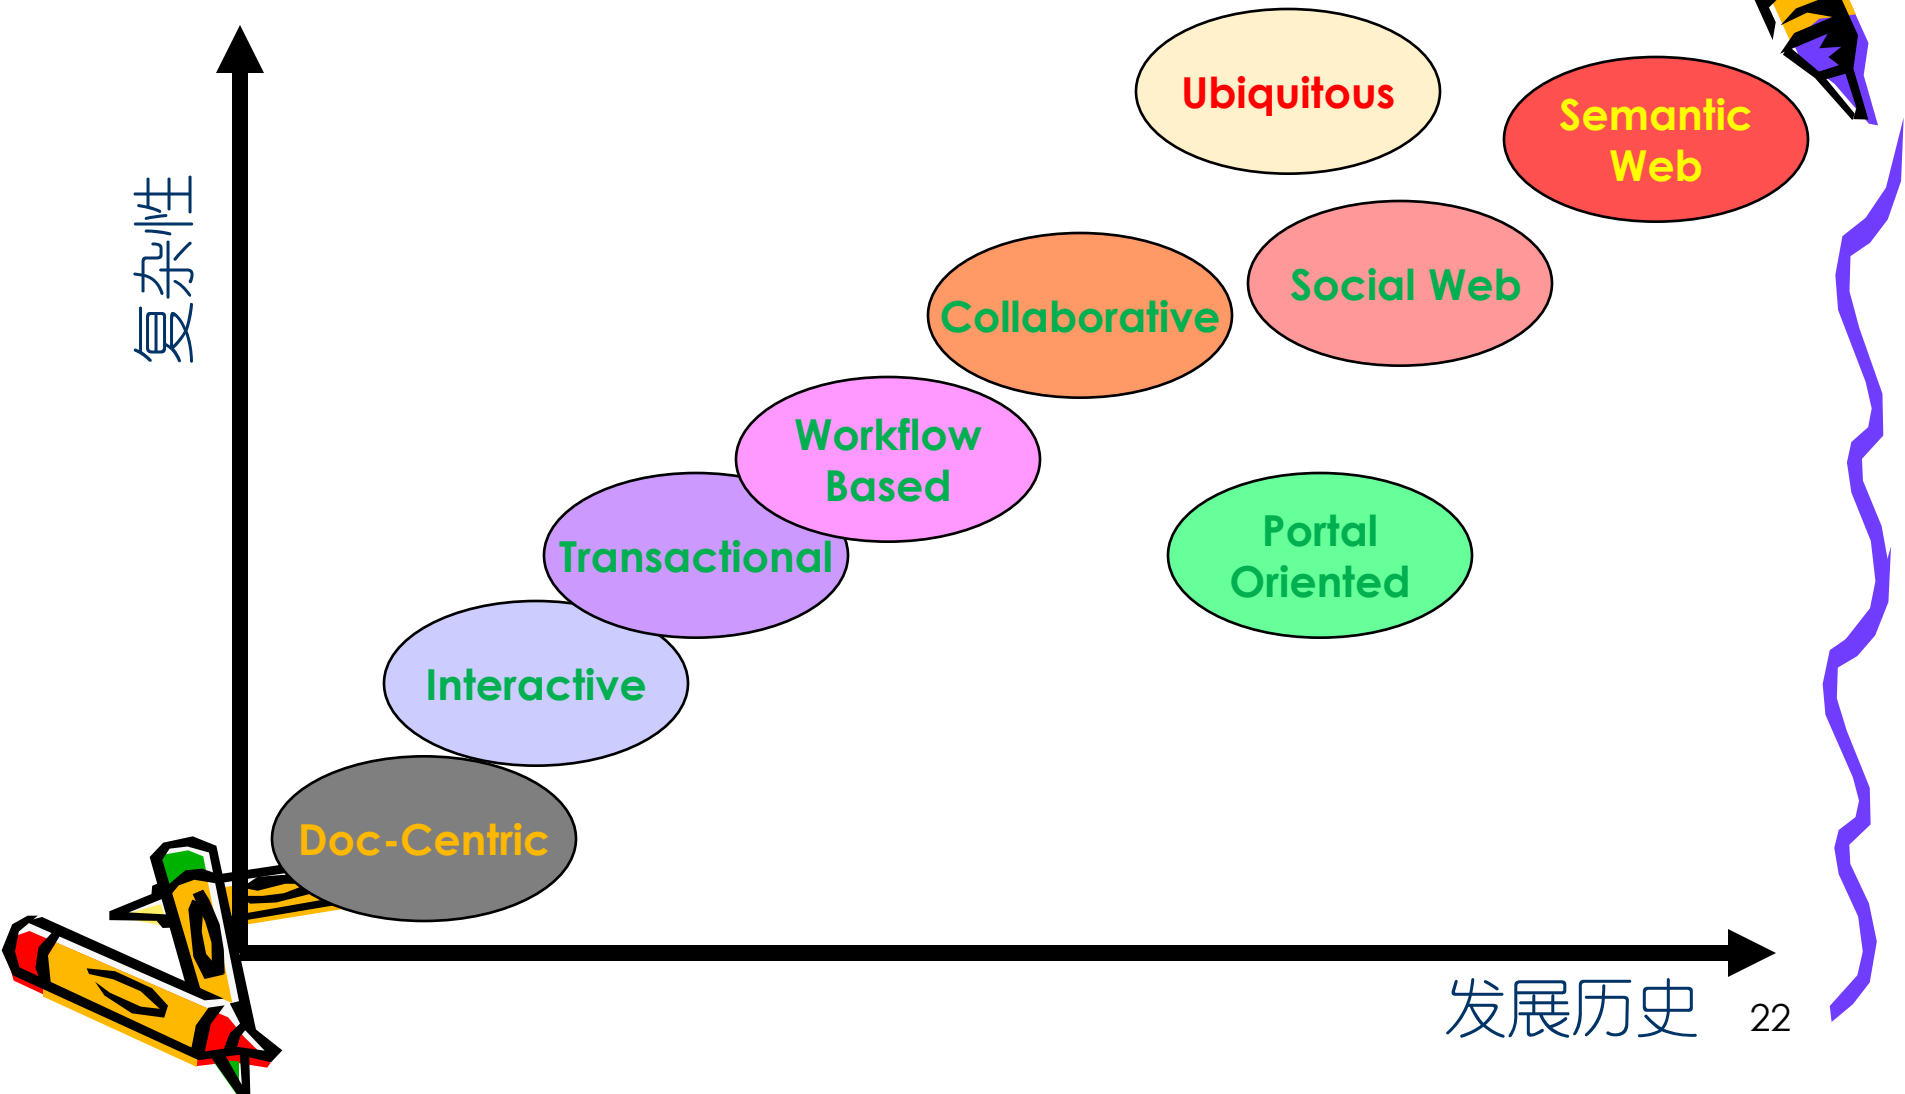 复杂性
Ubiquitous
Semantic
Web
Social Web
Collaborative
Workflow
Based
Portal
Oriented
Transactional
Interactive
Doc-Centric
发展历史
22